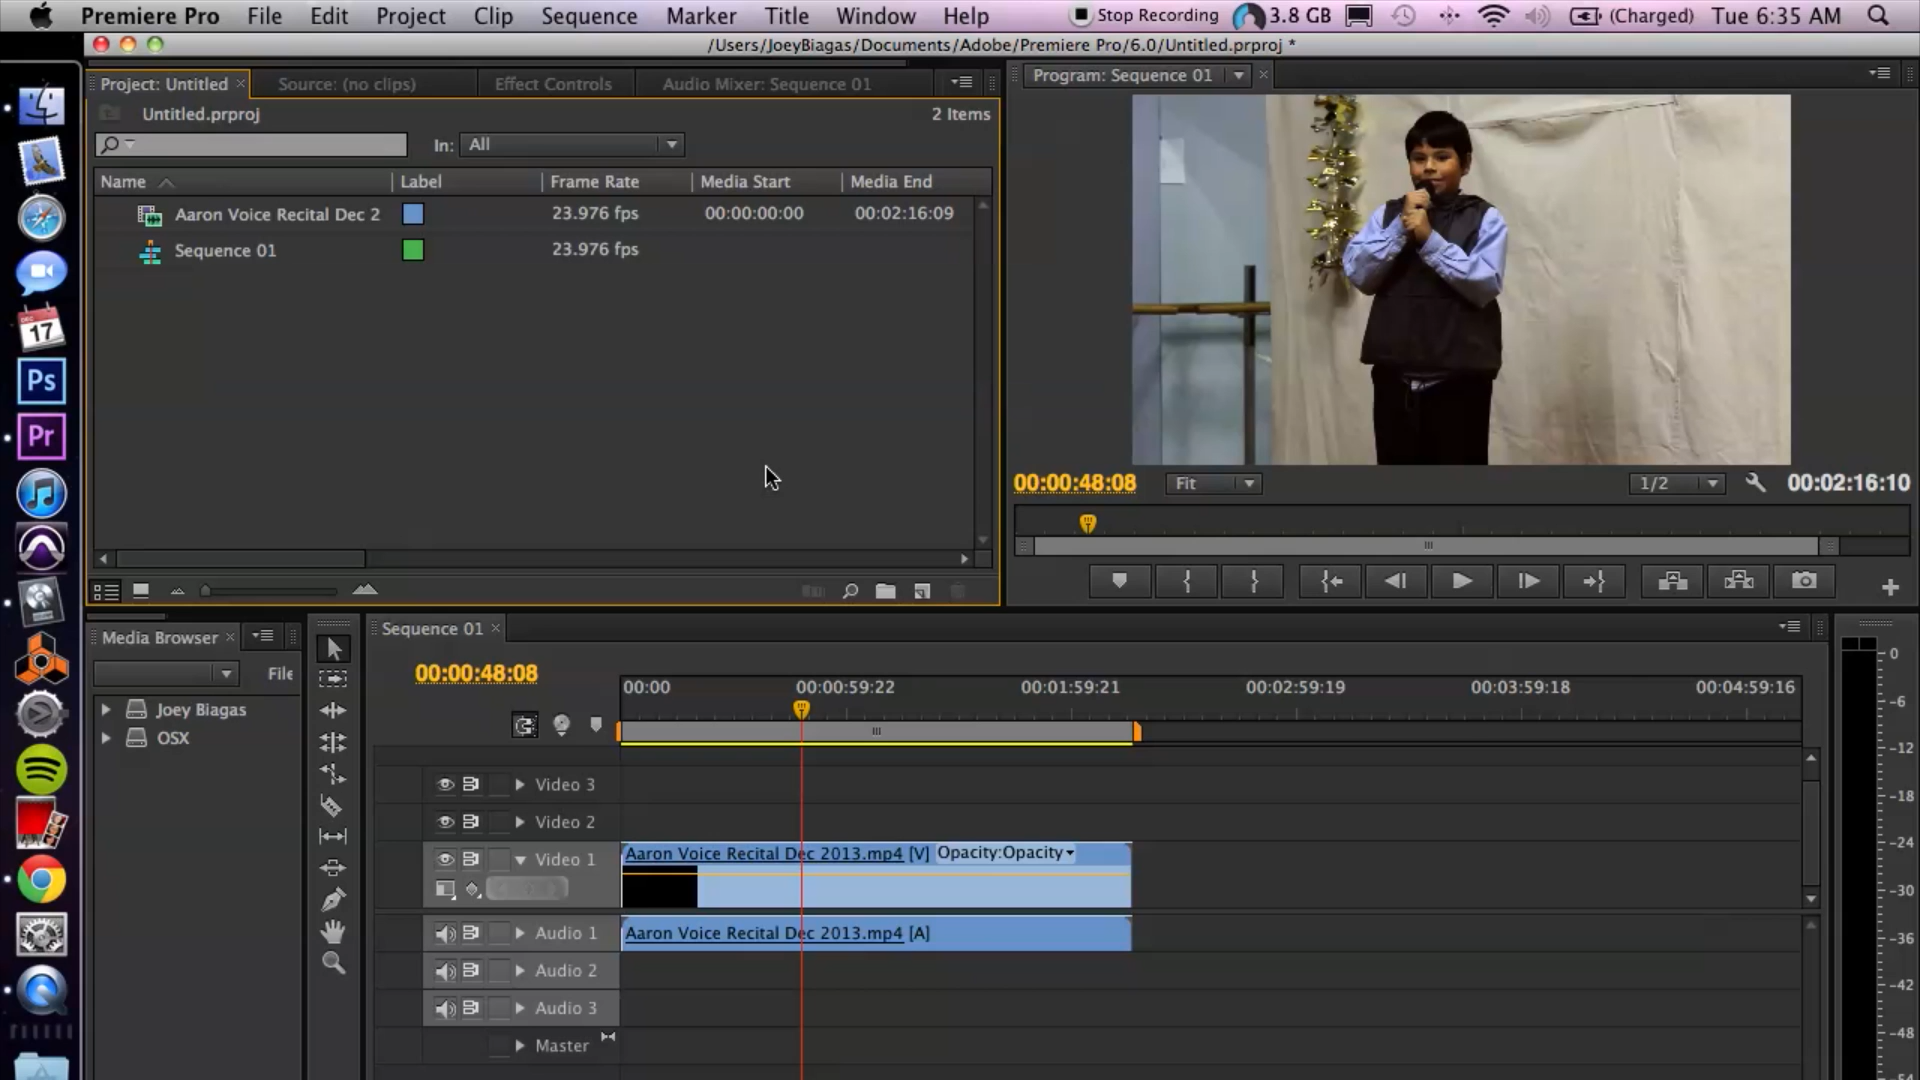 Premiere Pro File Edit Project Clip Sequence Marker Title Window Help Stop Recording 3.8 GB (Charged) Tue 6:35 AM
/Users/JoeyBiagas/Documents/Adobe/Premiere Pro/6.0/Untitled.prproj *
Project: Untitled Source: (no clips) Effect Controls Audio Mixer: Sequence 01
Untitled.prproj 2 Items
In: All
Name Label Frame Rate Media Start Media End
Aaron Voice Recital Dec 2 23.976 fps 00:00:00:00 00:02:16:09
Sequence 01 23.976 fps
Program: Sequence 01
00:00:48:08 Fit 1/2 00:02:16:10
DEC
17
Ps
Pr
Media Browser
File
Joey Biagas
OSX
Sequence 01
00:00:48:08
00:00 00:00:59:22 00:01:59:21 00:02:59:19 00:03:59:18 00:04:59:16
Video 3
Video 2
Video 1 Aaron Voice Recital Dec 2013.mp4 [V] Opacity:Opacity
Audio 1 Aaron Voice Recital Dec 2013.mp4 [A]
Audio 2
Audio 3
Master
0
-6
-12
-18
-24
-30
-36
-42
-48
-54